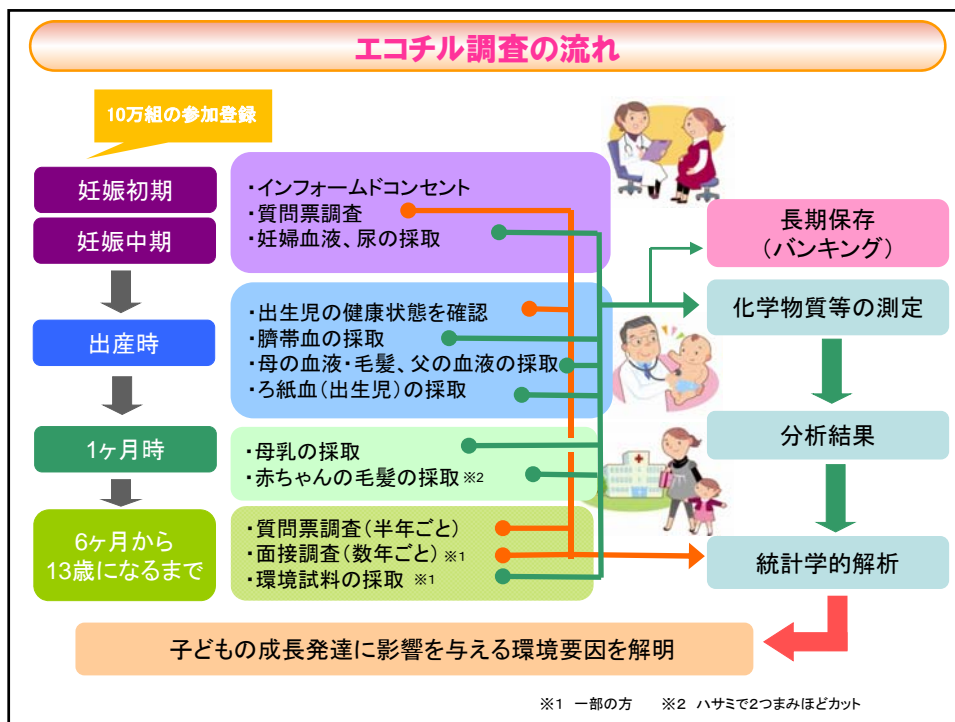 エコチル調査の流れ
10万組の参加登録
妊娠初期
妊娠中期
・インフォームドコンセント
・質問票調査
・妊婦血液、尿の採取
出産時
・出生児の健康状態を確認
・臍帯血の採取
・母の血液・毛髪、父の血液の採取
・ろ紙血(出生児)の採取
1ヶ月時
・母乳の採取
・赤ちゃんの毛髪の採取 ※2
6ヶ月から
13歳になるまで
・質問票調査(半年ごと)
・面接調査(数年ごと) ※1
・環境試料の採取 ※1
長期保存
(バンキング)
化学物質等の測定
分析結果
統計学的解析
子どもの成長発達に影響を与える環境要因を解明
※1 一部の方 ※2 ハサミで2つまみほどカット